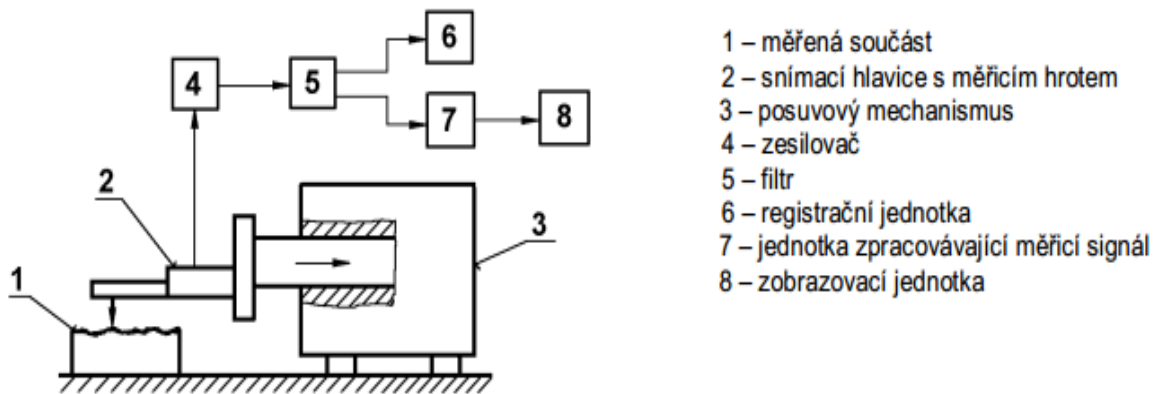 6
4
5
7
8
2
3
1
1 – měřená součást
2 – snímací hlavice s měřicím hrotem
3 – posuvový mechanismus
4 – zesilovač
5 – filtr
6 – registrační jednotka
7 – jednotka zpracovávající měřicí signál
8 – zobrazovací jednotka